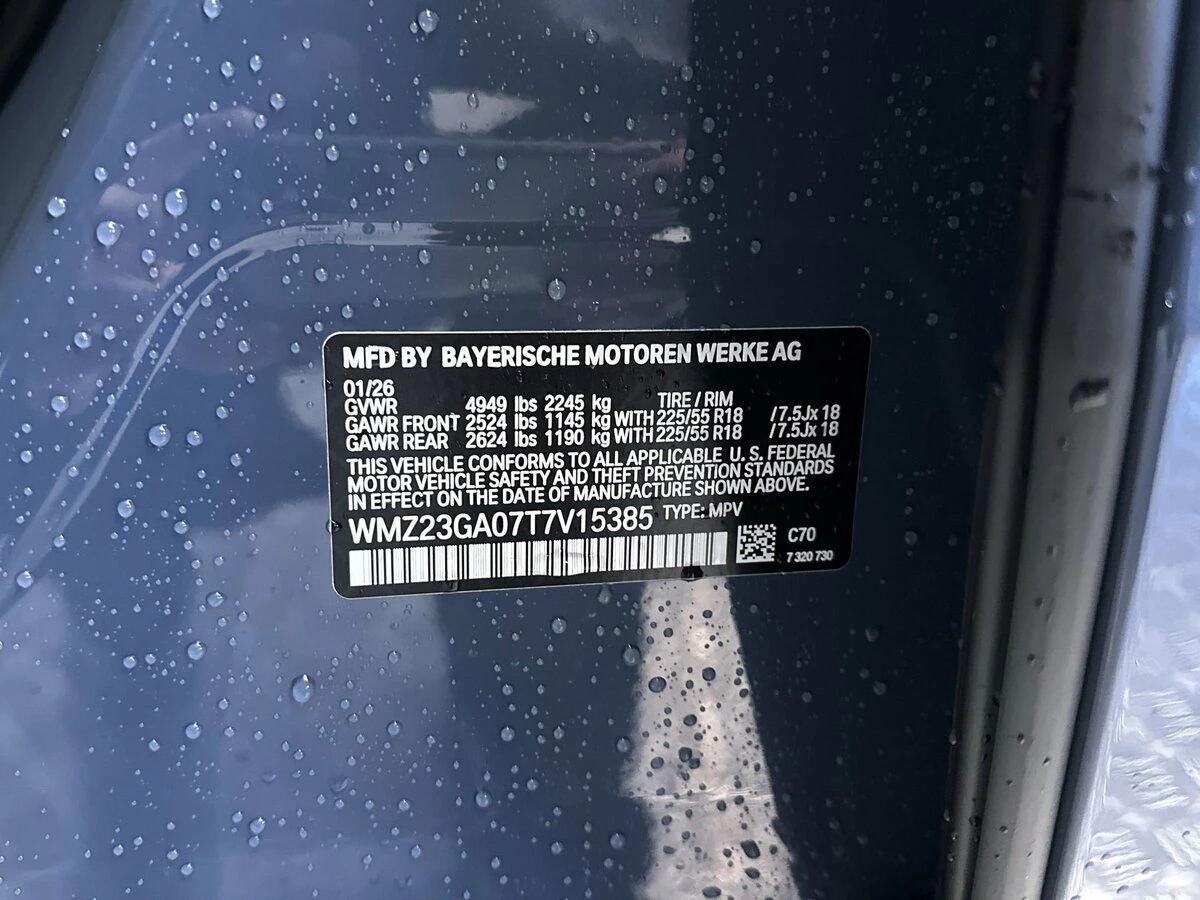 MFD BY BAYERISCHE MOTOREN WERKE AG
01/26
TIRE / RIM
GVWR 4949 lbs 2245 kg
GAWR FRONT 2524 lbs 1145 kg WITH 225/55 R18 /7.5Jx 18
GAWR REAR 2624 lbs 1190 kg WITH 225/55 R18 /7.5Jx 18
THIS VEHICLE CONFORMS TO ALL APPLICABLE U. S. FEDERAL
MOTOR VEHICLE SAFETY AND THEFT PREVENTION STANDARDS
IN EFFECT ON THE DATE OF MANUFACTURE SHOWN ABOVE.
WMZ23GA07T7V15385 TYPE: MPV
C70
7 320 730